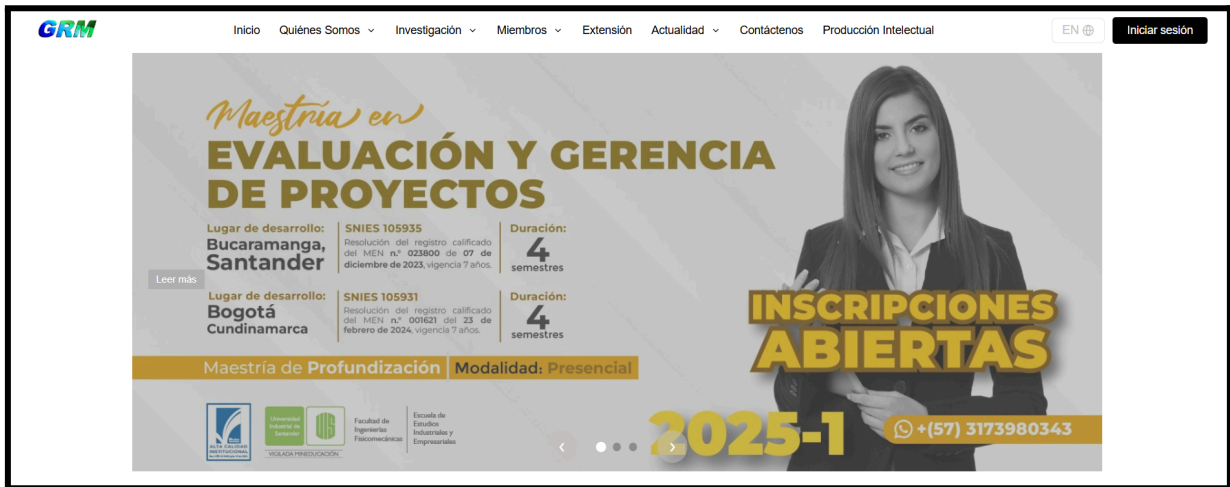 GRM
Inicio Quiénes Somos Investigación Miembros Extensión Actualidad Contáctenos Producción Intelectual EN Iniciar sesión
Maestría en
EVALUACIÓN Y GERENCIA
DE PROYECTOS
Lugar de desarrollo:
Bucaramanga,
Santander
SNIES 105935
Resolución del registro calificado
del MEN n.° 023800 de 07 de
diciembre de 2023, vigencia 7 años.
Duración:
4
semestres
Leer más
Lugar de desarrollo:
Bogotá
Cundinamarca
SNIES 105931
Resolución del registro calificado
del MEN n.° 001621 del 23 de
febrero de 2024, vigencia 7 años.
Duración:
4
semestres
Maestría de Profundización Modalidad: Presencial
INSCRIPCIONES
ABIERTAS
2025-1
+(57) 3173980343
ALTA CALIDAD
INSTITUCIONAL
Universidad
Industrial de
Santander
UIS
VIGILADA MINEDUCACIÓN
Facultad de
Ingenierías
Fisicomecánicas
Escuela de
Estudios
Industriales y
Empresariales